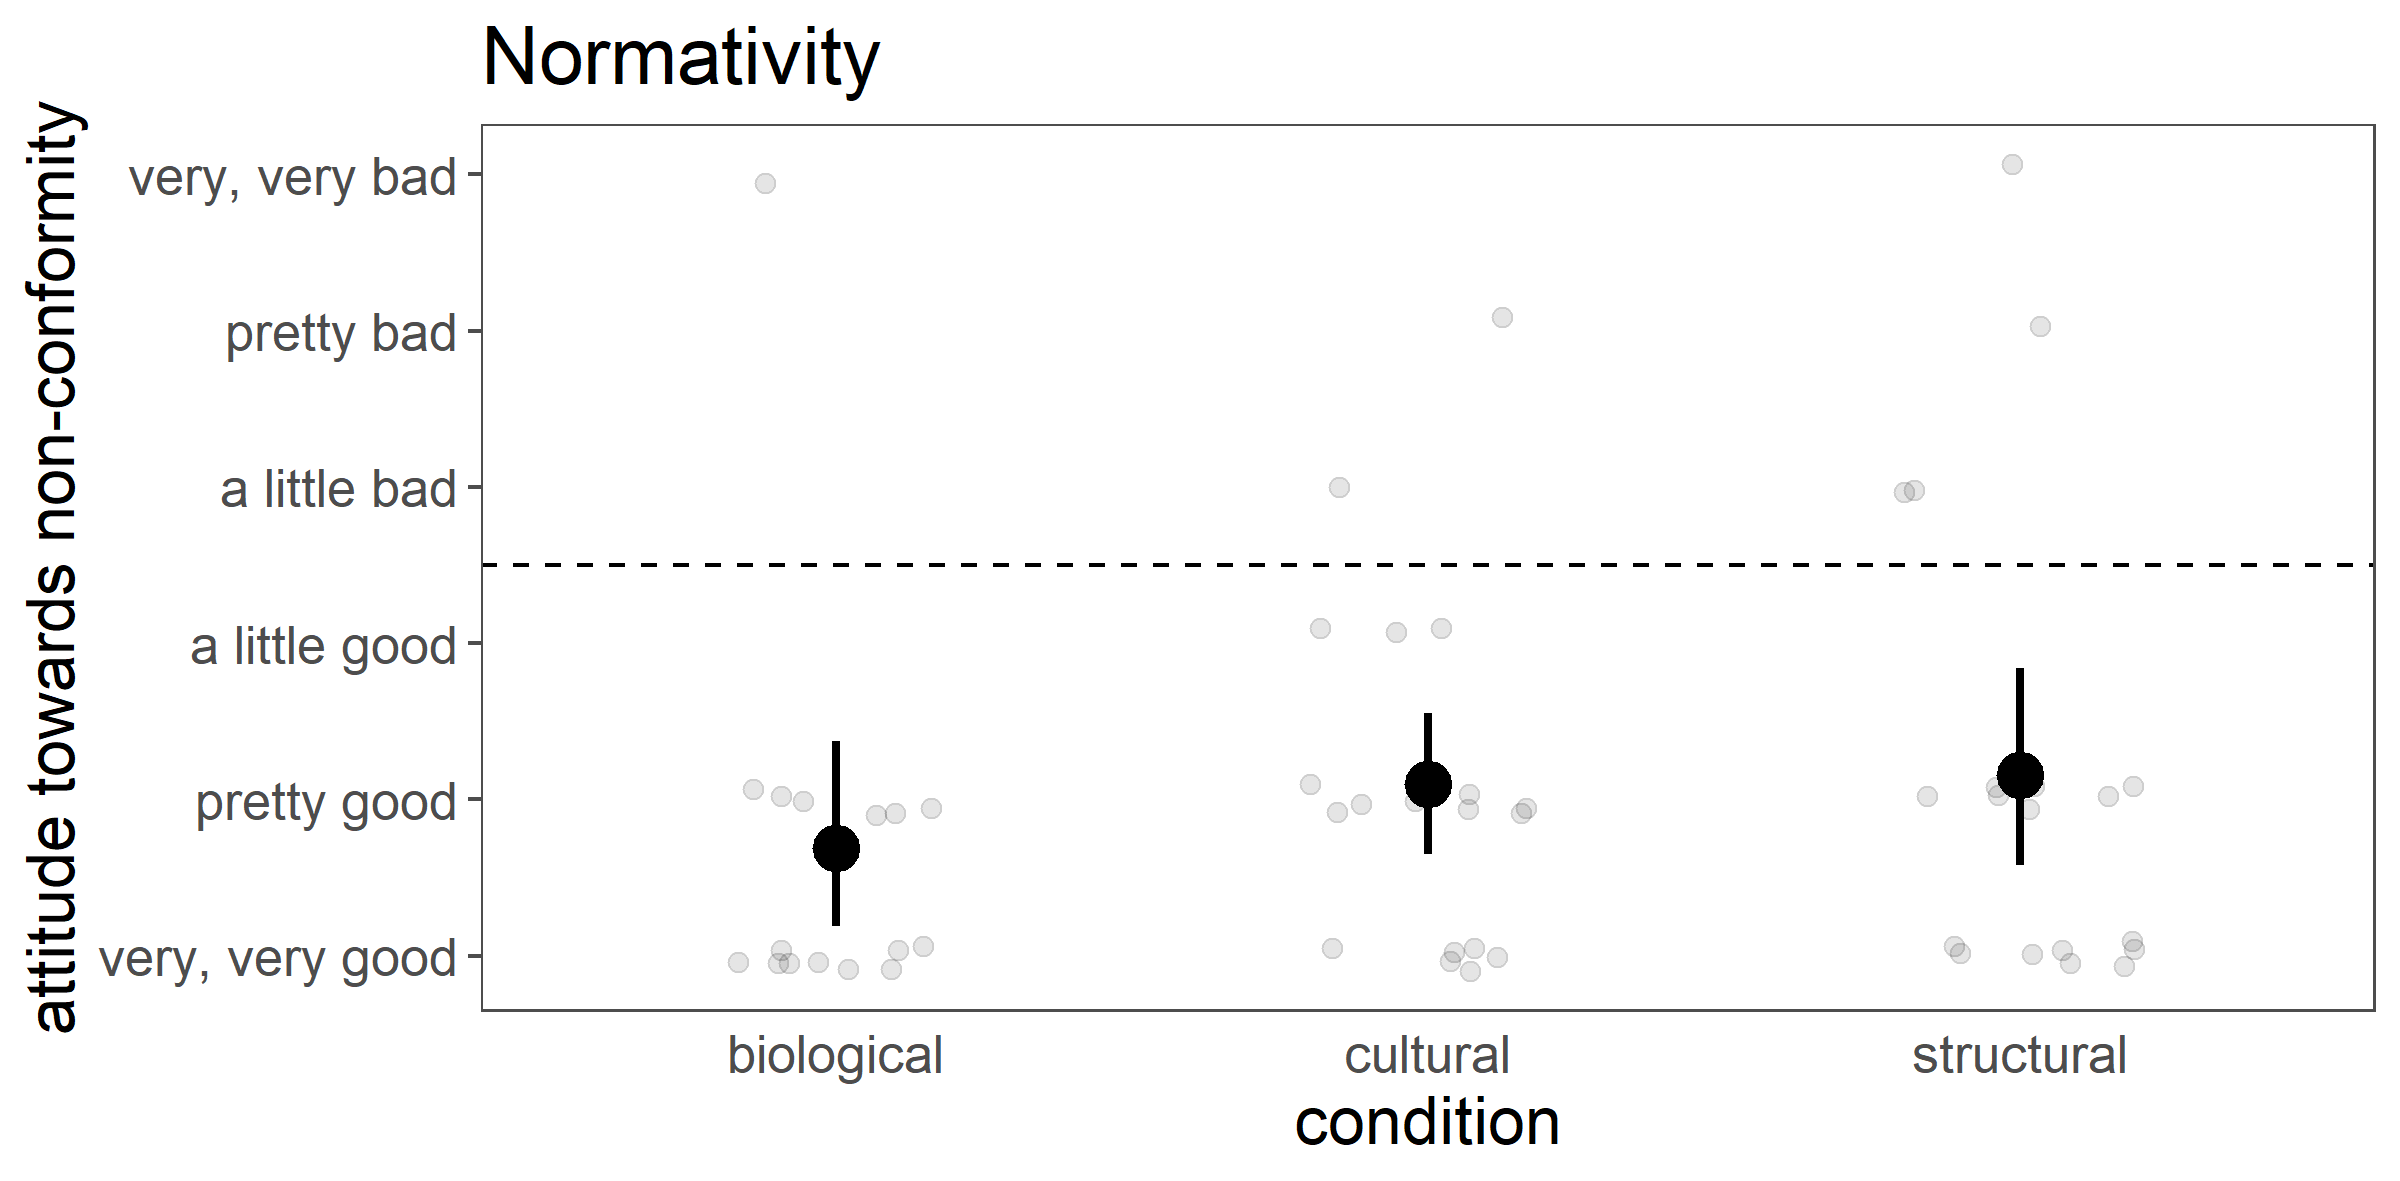 Normativity
attitude towards non-conformity
very, very bad
pretty bad
a little bad
a little good
pretty good
very, very good
biological
cultural
structural
condition